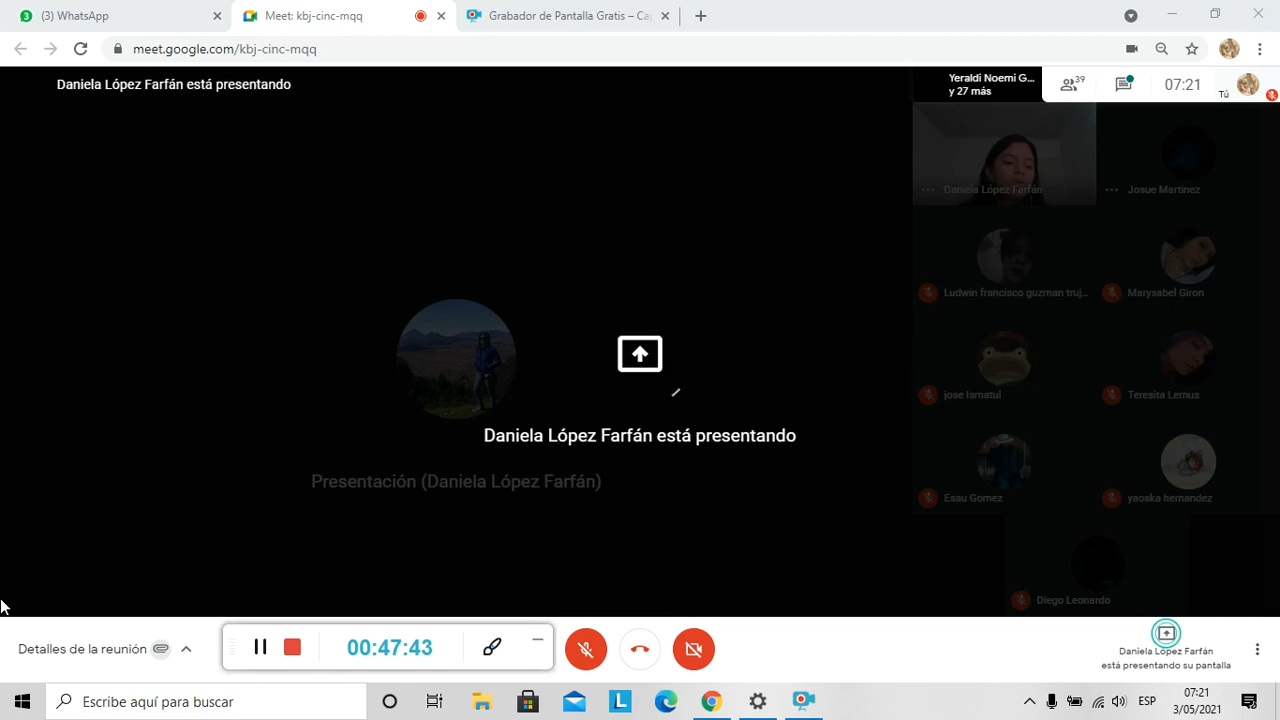 (3) WhatsApp
Meet: kbj-cinc-mqq
Grabador de Pantalla Gratis – Ca
meet.google.com/kbj-cinc-mqq
Daniela López Farfán está presentando
Yeraldi Noemi G...
y 27 más
39
07:21
Tú
Daniela López Farfán
Josue Martinez
Ludwin francisco guzman truj...
Marysabel Giron
jose Ismatul
Teresita Lemus
Daniela López Farfán está presentando
Presentación (Daniela López Farfán)
Esau Gomez
yaoska hernandez
Diego Leonardo
Detalles de la reunión
00:47:43
Daniela López Farfán
está presentando su pantalla
Escribe aquí para buscar
ESP
07:21
3/05/2021